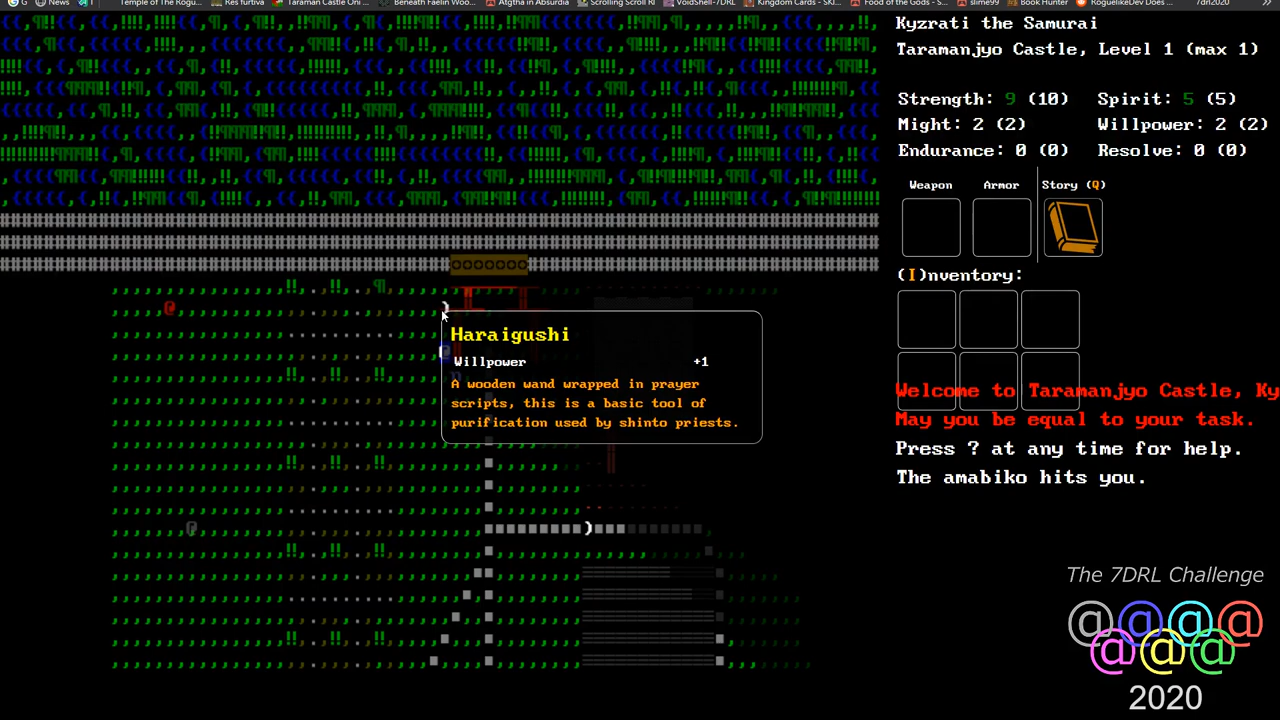 News
Temple of The Rogu...
Res furtiva
Taraman Castle Oni ...
Beneath Faelin Woo...
Atgtha in Absurdia
Scrolling Scroll RI
VoidShell-7DRL
Kingdom Cards - SKI...
Food of the Gods - S...
slime99
Book Hunter
RoguelikeDev Does ...
7drl2020
Kyzrati the Samurai
Taramanjyo Castle, Level 1 (max 1)
Strength: 9 (10) Spirit: 5 (5)
Might: 2 (2) Willpower: 2 (2)
Endurance: 0 (0) Resolve: 0 (0)
Weapon Armor Story (Q)
(I)nventory:
Haraigushi
Willpower +1
A wooden wand wrapped in prayer
scripts, this is a basic tool of
purification used by shinto priests.
Welcome to Taramanjyo Castle, Ky
May you be equal to your task.
Press ? at any time for help.
The amabiko hits you.
The 7DRL Challenge
@@@@
@@@
2020